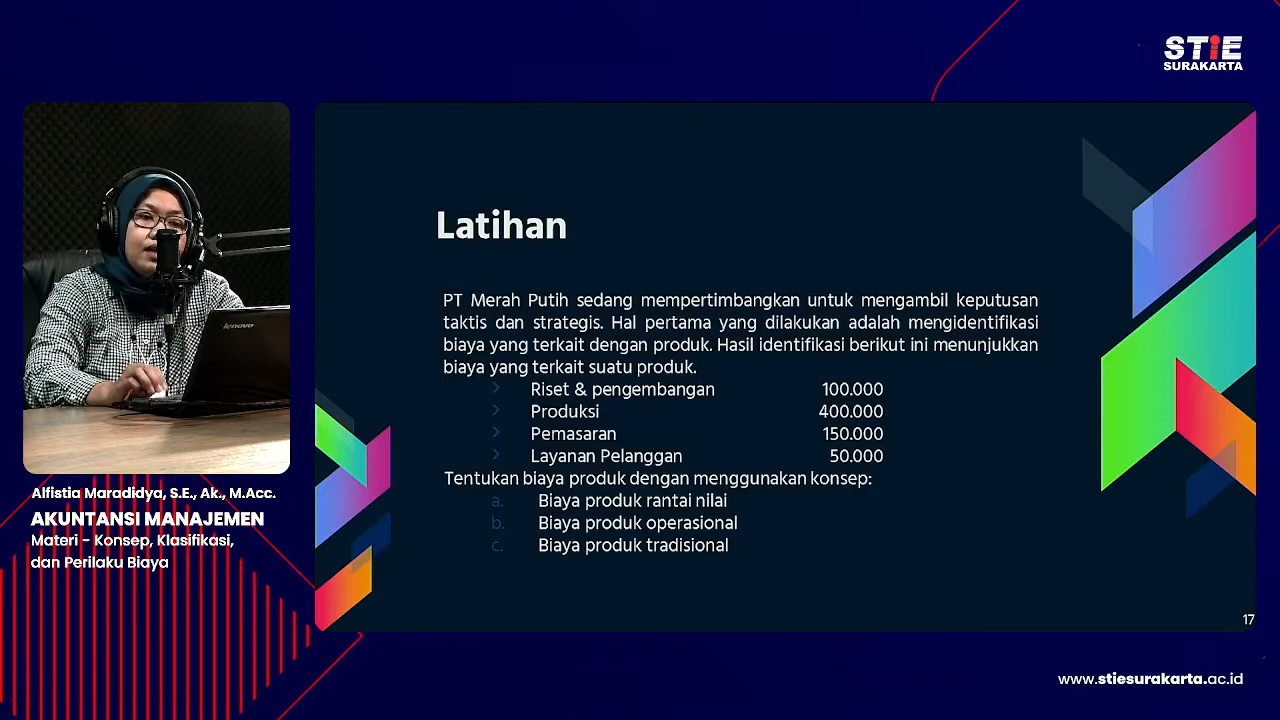 STiE
SURAKARTA
Latihan
PT Merah Putih sedang mempertimbangkan untuk mengambil keputusan
taktis dan strategis. Hal pertama yang dilakukan adalah mengidentifikasi
biaya yang terkait dengan produk. Hasil identifikasi berikut ini menunjukkan
biaya yang terkait suatu produk.
Riset & pengembangan 100.000
Produksi 400.000
Pemasaran 150.000
Layanan Pelanggan 50.000
Tentukan biaya produk dengan menggunakan konsep:
a. Biaya produk rantai nilai
b. Biaya produk operasional
c. Biaya produk tradisional
17
lenovo
Alfistia Maradidya, S.E., Ak., M.Acc.
AKUNTANSI MANAJEMEN
Materi - Konsep, Klasifikasi,
dan Perilaku Biaya
www.stiesurakarta.ac.id